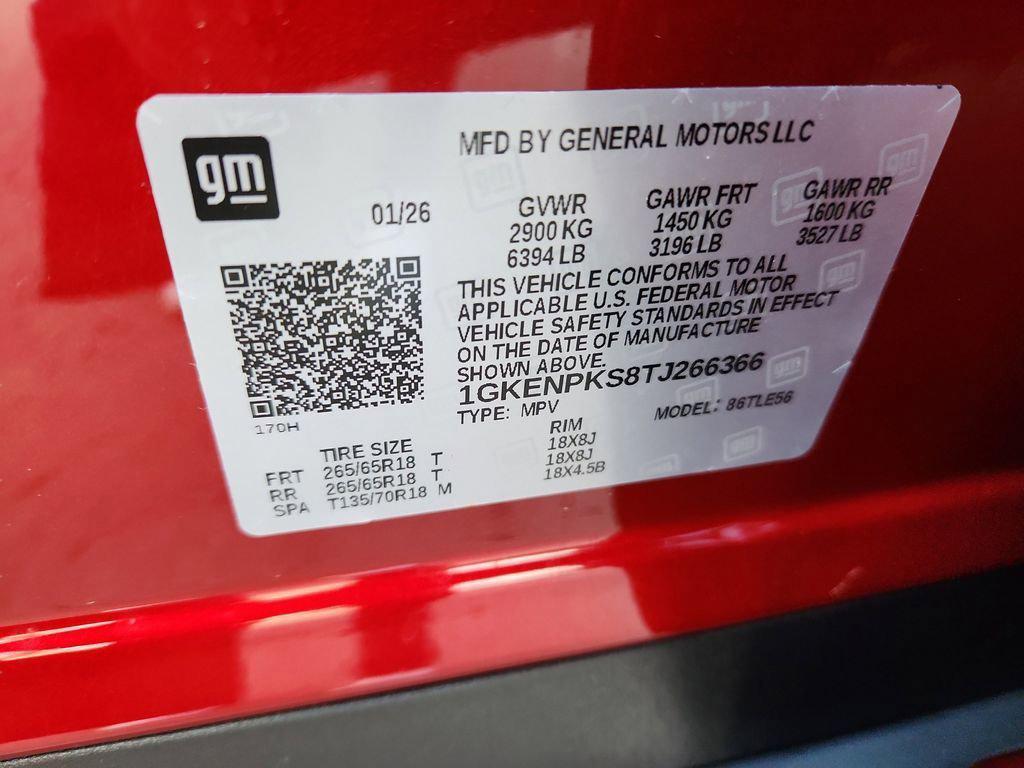 gm
MFD BY GENERAL MOTORS LLC
01/26
GVWR GAWR FRT GAWR RR
2900 KG 1450 KG 1600 KG
6394 LB 3196 LB 3527 LB
THIS VEHICLE CONFORMS TO ALL
APPLICABLE U.S. FEDERAL MOTOR
VEHICLE SAFETY STANDARDS IN EFFECT
ON THE DATE OF MANUFACTURE
SHOWN ABOVE.
1GKENPKS8TJ266366
TYPE: MPV MODEL: 86TLE56
170H
TIRE SIZE RIM
FRT 265/65R18 T 18X8J
RR 265/65R18 T 18X8J
SPA T135/70R18 M 18X4.5B